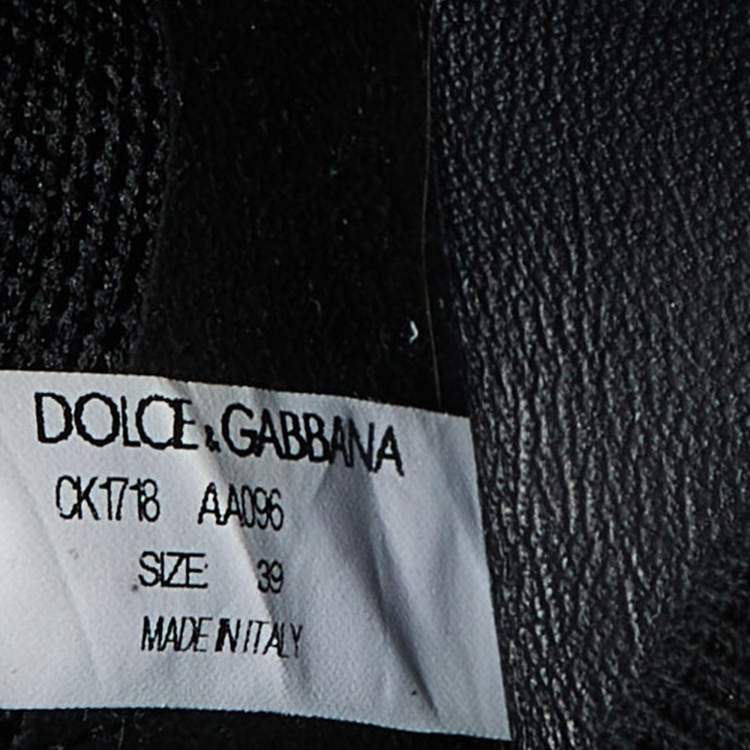 DOLCE & GABBANA
CK1718 AA096
SIZE: 39
MADE IN ITALY